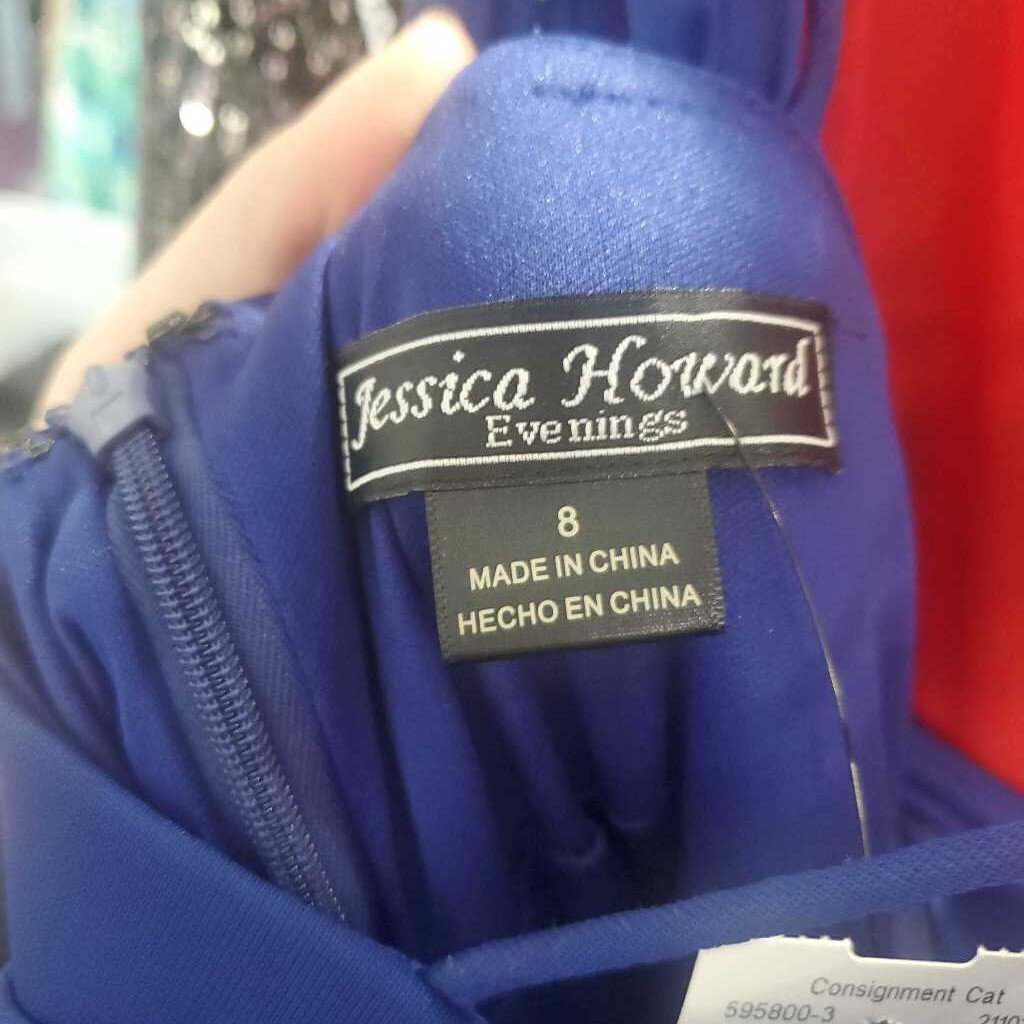 Jessica Howard
Evenings
8
MADE IN CHINA
HECHO EN CHINA
Consignment Cat
595800-3